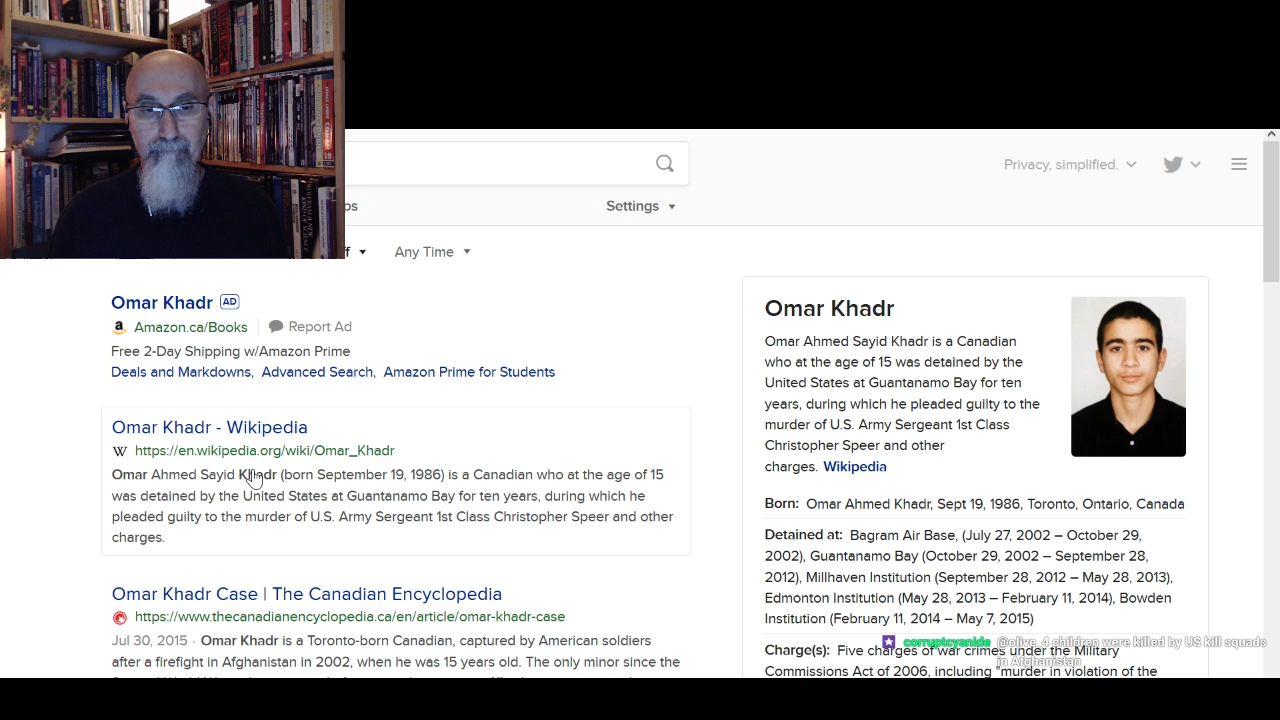 Privacy, simplified.
ps
Settings
f
Any Time
Omar Khadr AD
Amazon.ca/Books
Report Ad
Free 2-Day Shipping w/Amazon Prime
Deals and Markdowns, Advanced Search, Amazon Prime for Students
Omar Khadr - Wikipedia
W https://en.wikipedia.org/wiki/Omar_Khadr
Omar Ahmed Sayid Khadr (born September 19, 1986) is a Canadian who at the age of 15
was detained by the United States at Guantanamo Bay for ten years, during which he
pleaded guilty to the murder of U.S. Army Sergeant 1st Class Christopher Speer and other
charges.
Omar Khadr Case | The Canadian Encyclopedia
https://www.thecanadianencyclopedia.ca/en/article/omar-khadr-case
Jul 30, 2015 · Omar Khadr is a Toronto-born Canadian, captured by American soldiers
after a firefight in Afghanistan in 2002, when he was 15 years old. The only minor since the
Omar Khadr
Omar Ahmed Sayid Khadr is a Canadian
who at the age of 15 was detained by the
United States at Guantanamo Bay for ten
years, during which he pleaded guilty to the
murder of U.S. Army Sergeant 1st Class
Christopher Speer and other
charges. Wikipedia
Born: Omar Ahmed Khadr, Sept 19, 1986, Toronto, Ontario, Canada
Detained at: Bagram Air Base, (July 27, 2002 – October 29,
2002), Guantanamo Bay (October 29, 2002 – September 28,
2012), Millhaven Institution (September 28, 2012 – May 28, 2013),
Edmonton Institution (May 28, 2013 – February 11, 2014), Bowden
Institution (February 11, 2014 – May 7, 2015)
corruptcyanide @olive_4 children were killed by US kill squads
in Afghanistan
Charge(s): Five charges of war crimes under the Military
Commissions Act of 2006, including "murder in violation of the